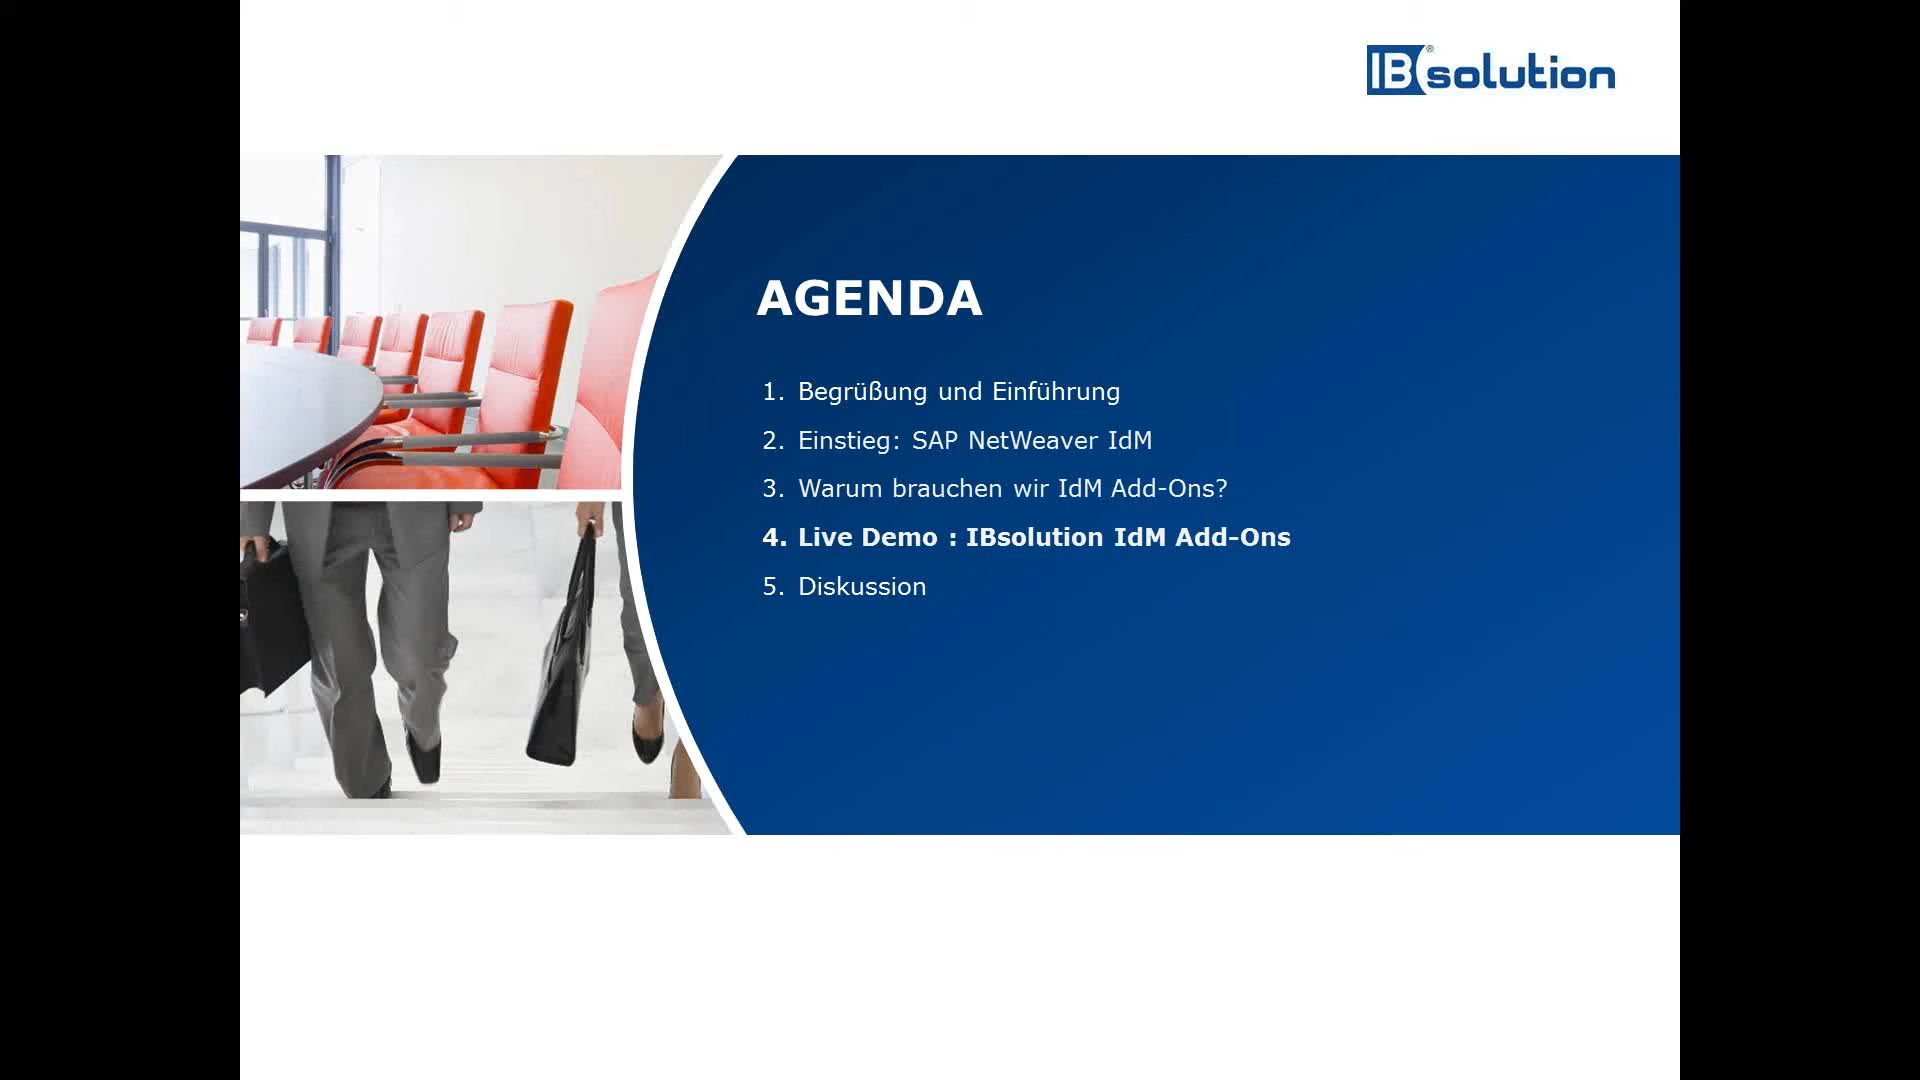 IBsolution®
AGENDA
1. Begrüßung und Einführung
2. Einstieg: SAP NetWeaver IdM
3. Warum brauchen wir IdM Add-Ons?
4. Live Demo : IBsolution IdM Add-Ons
5. Diskussion